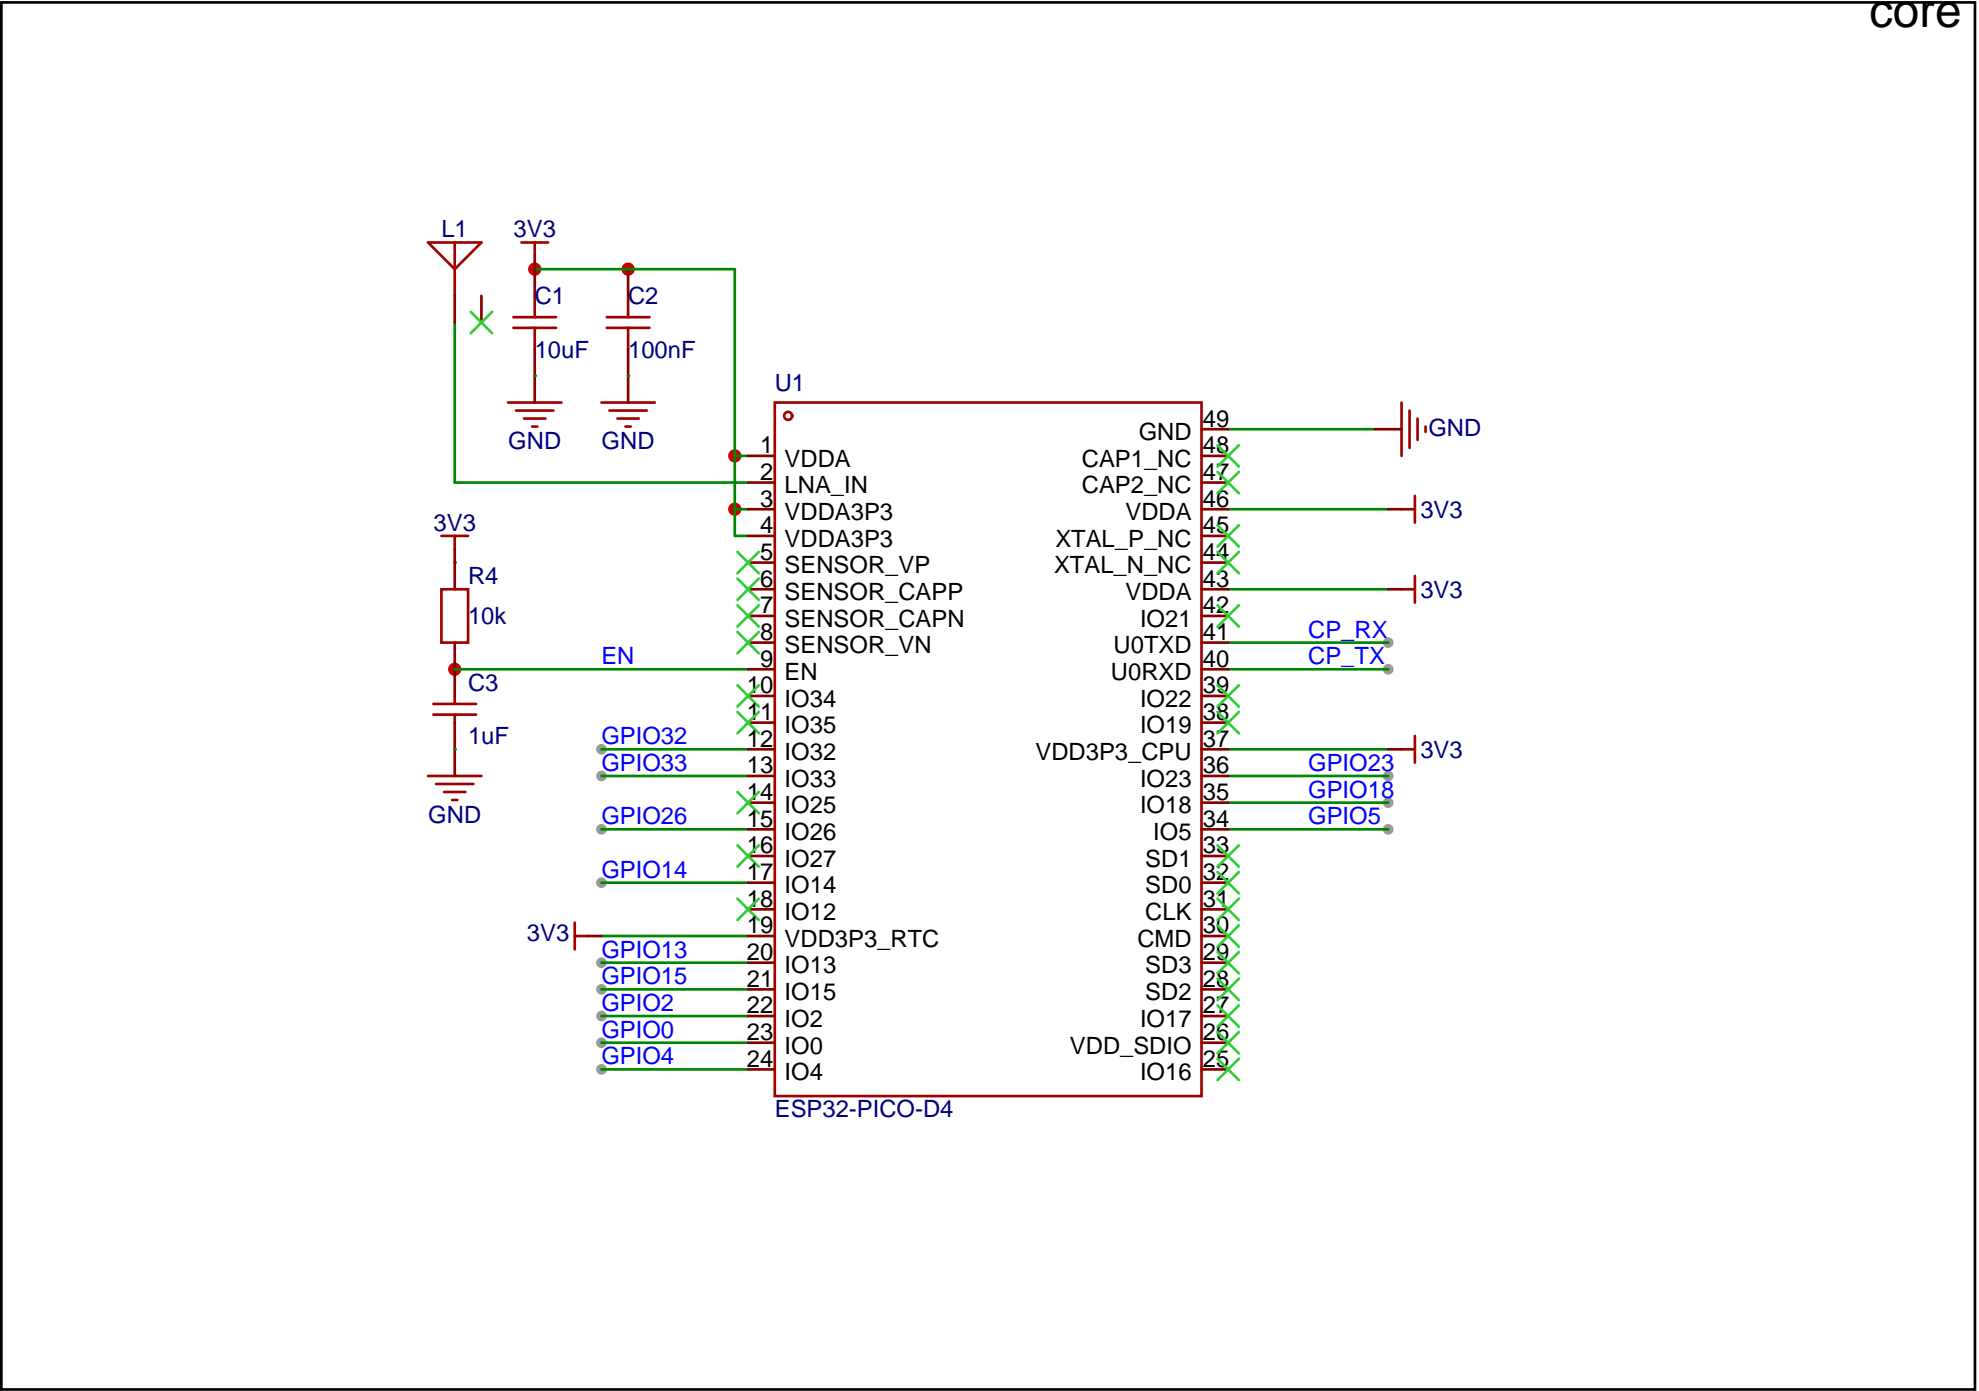 core
L1
3V3
C1
C2
10uF
100nF
GND
GND
U1
1
VDDA
2
LNA_IN
3
VDDA3P3
4
VDDA3P3
5
SENSOR_VP
6
SENSOR_CAPP
7
SENSOR_CAPN
8
SENSOR_VN
9
EN
10
IO34
11
IO35
12
IO32
13
IO33
14
IO25
15
IO26
16
IO27
17
IO14
18
IO12
19
VDD3P3_RTC
20
IO13
21
IO15
22
IO2
23
IO0
24
IO4
3V3
R4
10k
EN
C3
1uF
GND
GPIO32
GPIO33
GPIO26
GPIO14
3V3
GPIO13
GPIO15
GPIO2
GPIO0
GPIO4
49
GND
48
CAP1_NC
47
CAP2_NC
46
VDDA
45
XTAL_P_NC
44
XTAL_N_NC
43
VDDA
42
IO21
41
U0TXD
40
U0RXD
39
IO22
38
IO19
37
VDD3P3_CPU
36
IO23
35
IO18
34
IO5
33
SD1
32
SD0
31
CLK
30
CMD
29
SD3
28
SD2
27
IO17
26
VDD_SDIO
25
IO16
GND
3V3
3V3
CP_RX
CP_TX
3V3
GPIO23
GPIO18
GPIO5
ESP32-PICO-D4